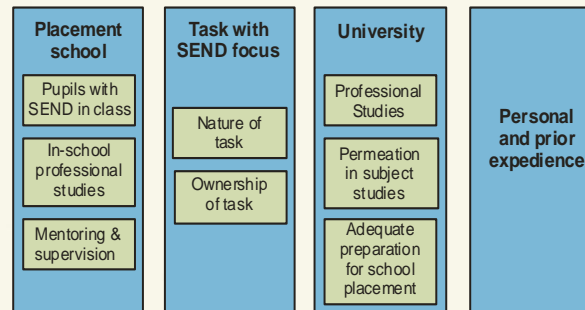 Placement
school
Pupils with
SEND in class
In-school
professional
studies
Mentoring &
supervision
Task with
SEND focus
Nature of
task
Ownership
of task
University
Professional
Studies
Permeation
in subject
studies
Adequate
preparation
for school
placement
Personal
and prior
expedience